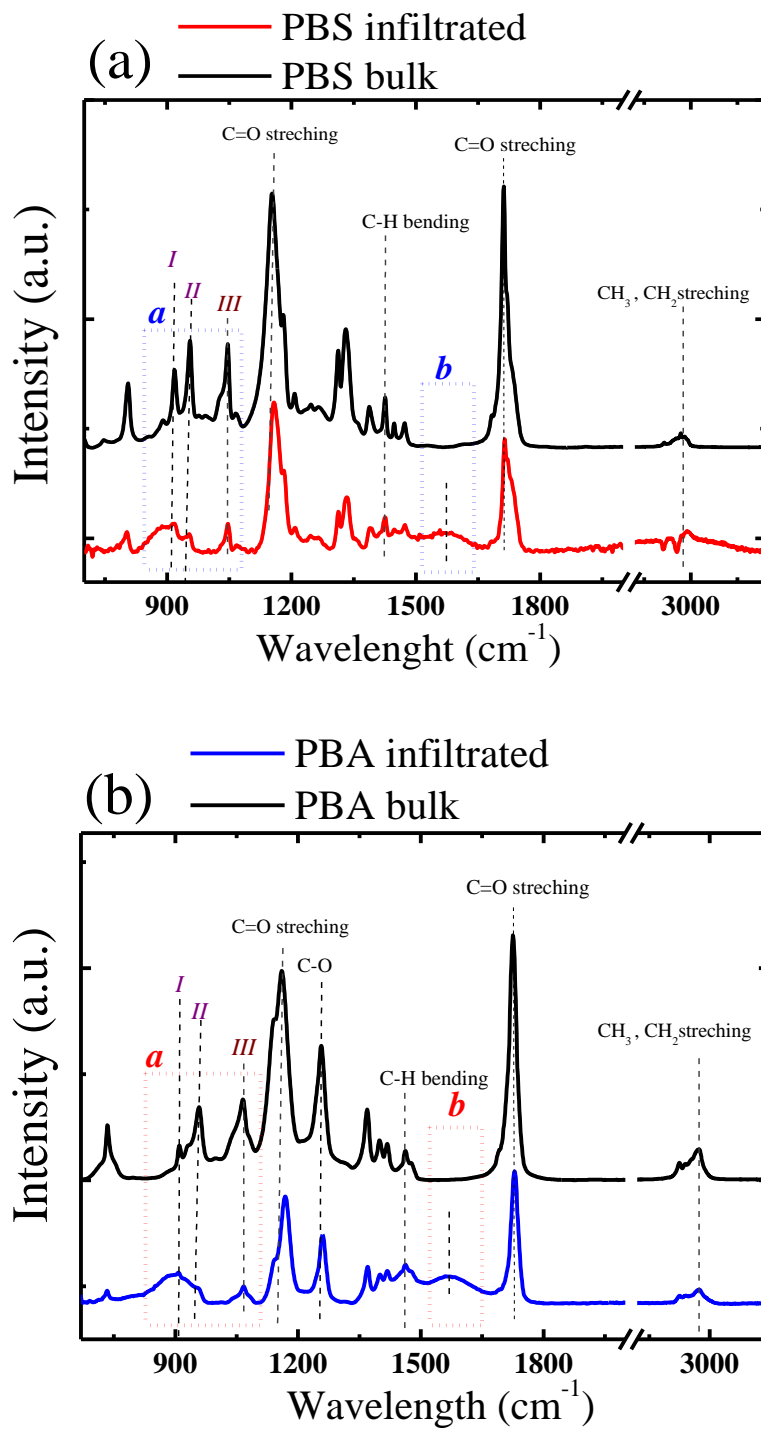 PBS infiltrated
(a)
PBS bulk
C=O streching
C=O streching
C-H bending
I
II
III
CH3 , CH2streching
a
b
Intensity (a.u.)
900 1200 1500 1800 3000
Wavelenght (cm-1)
PBA infiltrated
(b)
PBA bulk
C=O streching
C=O streching
C-O
I
II
CH3 , CH2streching
III
a
C-H bending
b
Intensity (a.u.)
900 1200 1500 1800 3000
Wavelength (cm-1)